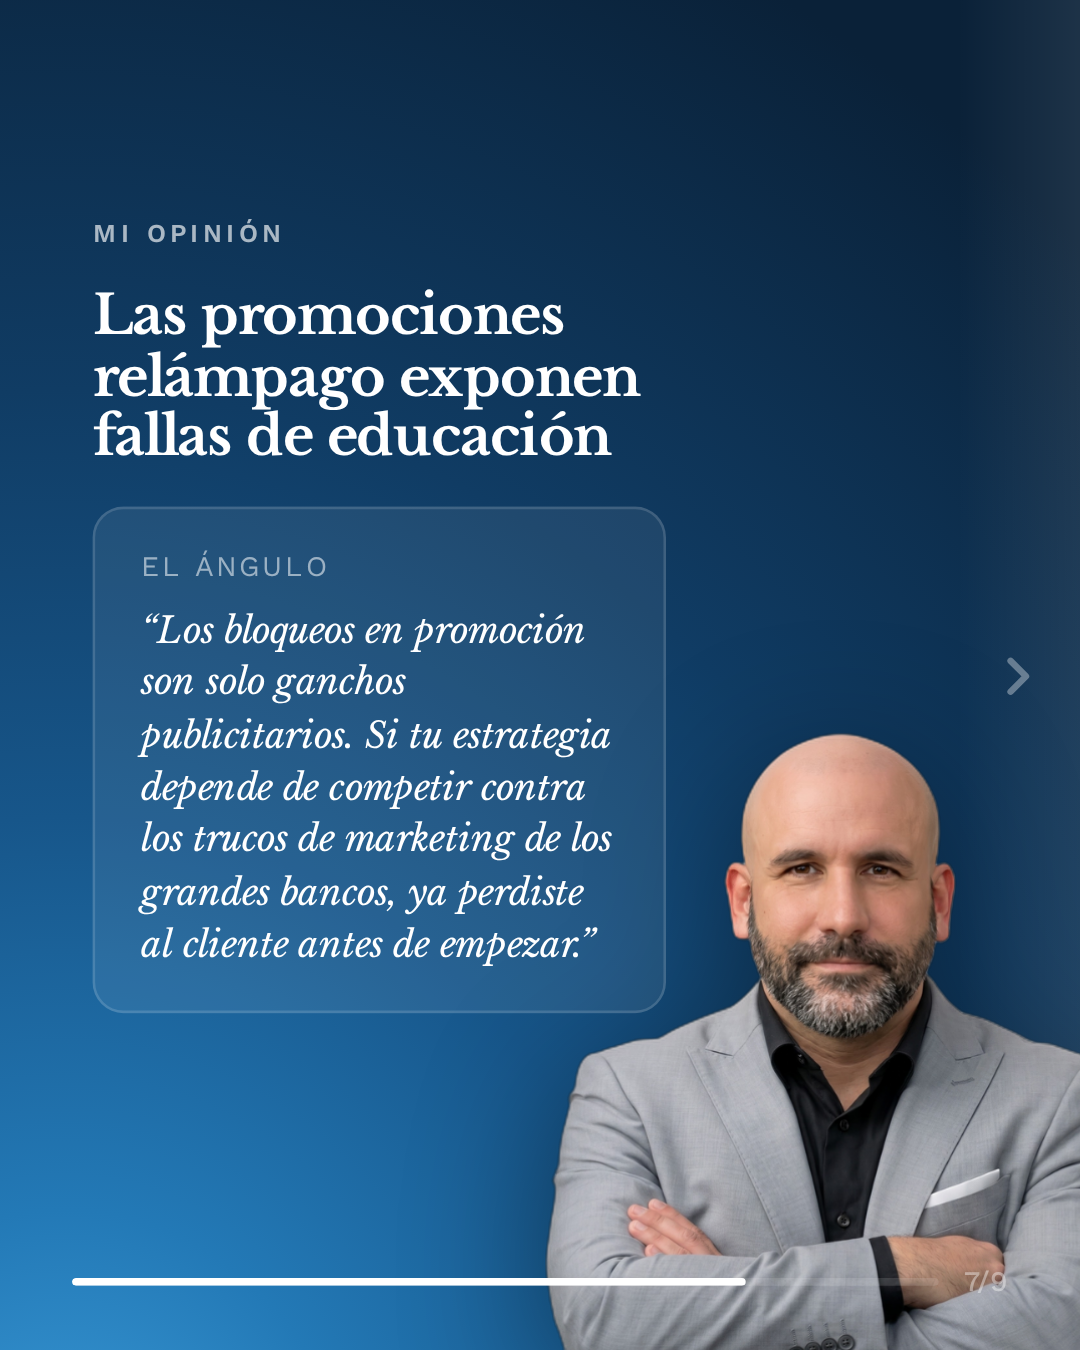 MI OPINIÓN
Las promociones
relámpago exponen
fallas de educación
EL ÁNGULO
“Los bloqueos en promoción
son solo ganchos
publicitarios. Si tu estrategia
depende de competir contra
los trucos de marketing de los
grandes bancos, ya perdiste
al cliente antes de empezar.”
7/9